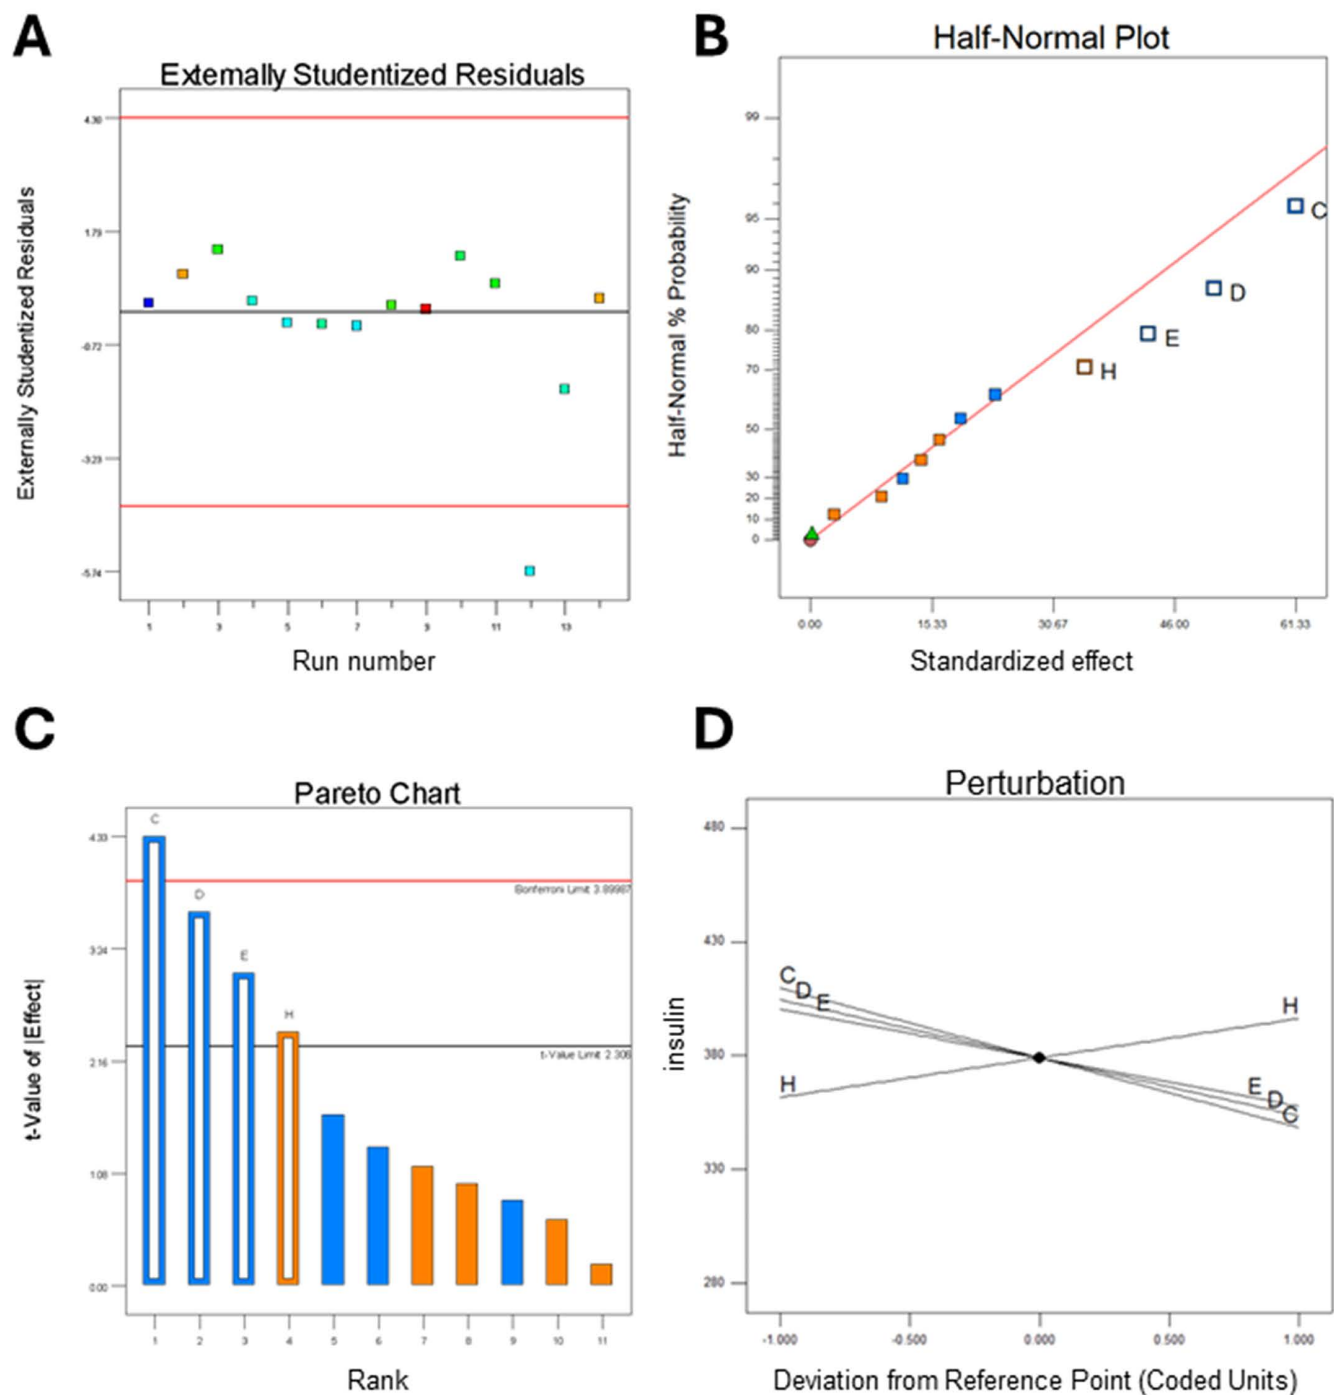 A
Externally Studentized Residuals
Externally Studentized Residuals
4.30
1.79
-0.72
-3.23
-5.74
1 3 5 7 9 11 13
Run number
B
Half-Normal Plot
Half-Normal % Probability
99
95
90
80
70
50
30
20
10
0
C
D
E
H
0.00 15.33 30.67 46.00 61.33
Standardized effect
C
Pareto Chart
t-Value of |Effect|
4.33
3.24
2.16
1.08
0.00
C
D
E
H
Bonferroni Limit 3.89987
t-Value Limit 2.306
1 2 3 4 5 6 7 8 9 10 11
Rank
D
Perturbation
insulin
480
430
380
330
280
C
D
E
H
H
E
D
C
-1.000 -0.500 0.000 0.500 1.000
Deviation from Reference Point (Coded Units)